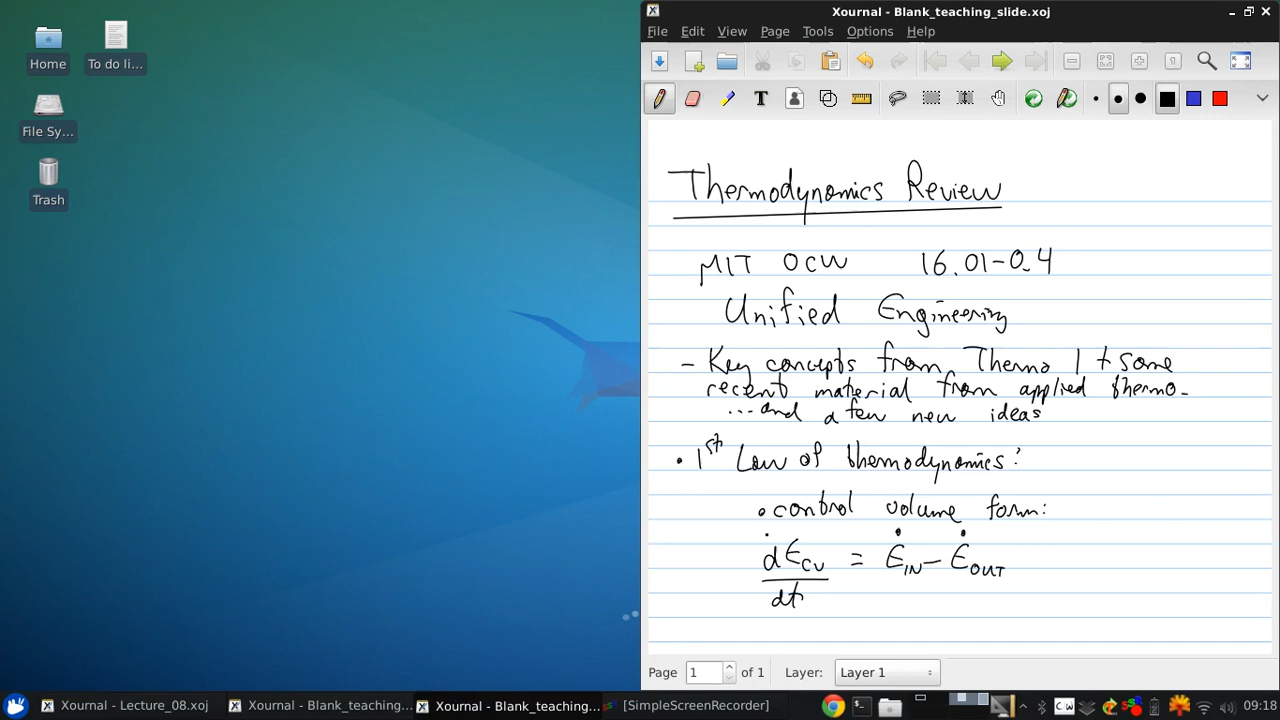 Xournal - Blank_teaching_slide.xoj
File Edit View Page Tools Options Help
Home
To do li...
File Sy...
Trash
Thermodynamics Review
MIT OCW 16.01-0.4
Unified Engineering
- Key concepts from Thermo 1 + some
recent material from applied thermo-
...and a few new ideas
• 1st Law of thermodynamics:
• control volume form:
dE_CV/dt = Ė_IN - Ė_OUT
Page 1 of 1 Layer: Layer 1
Xournal - Lecture_08.xoj
Xournal - Blank_teaching...
Xournal - Blank_teaching...
[SimpleScreenRecorder]
09:18